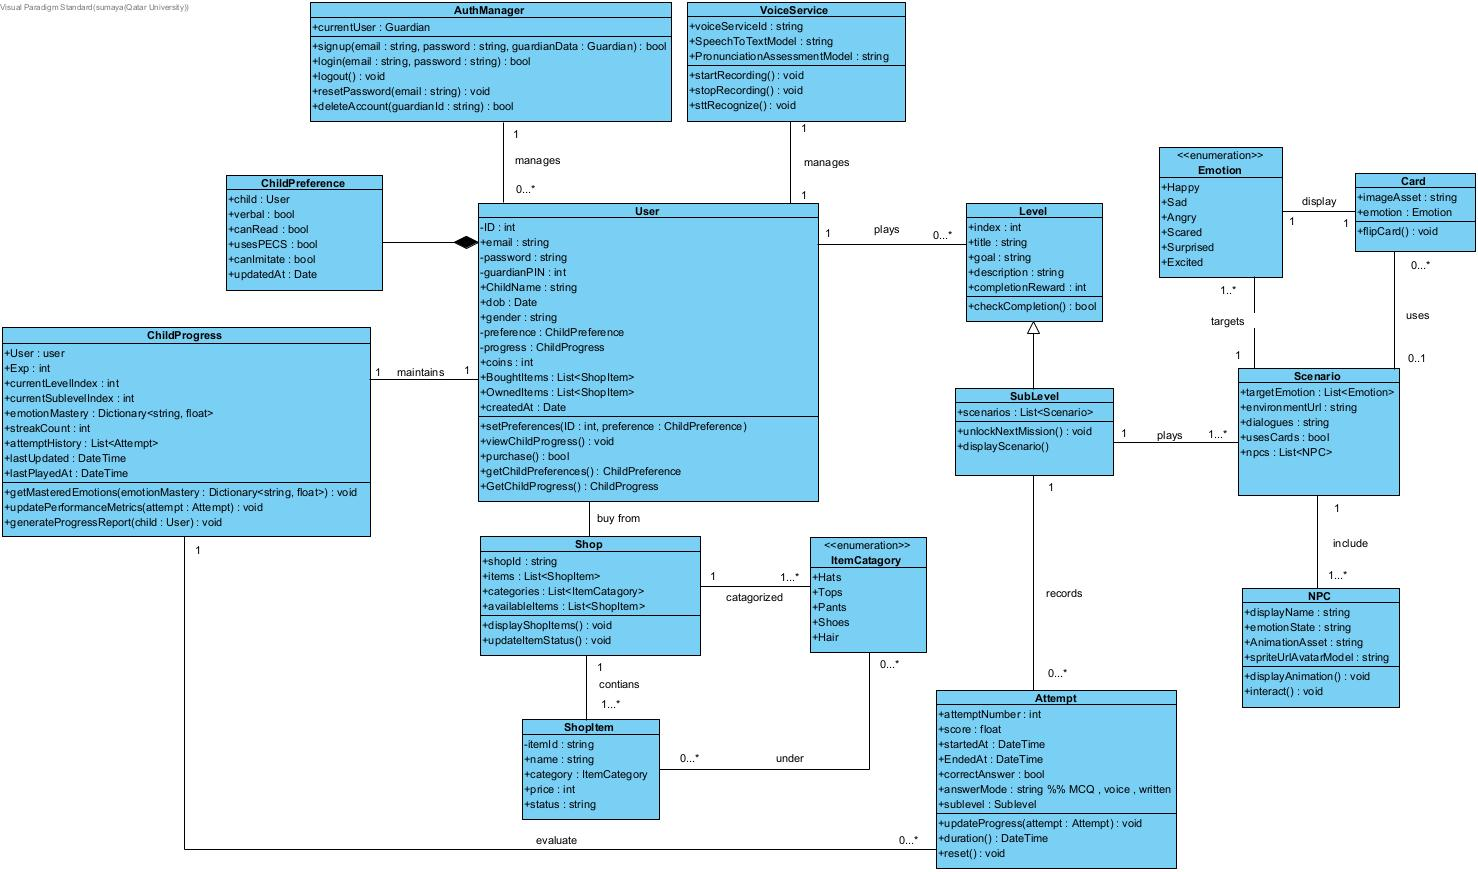 Visual Paradigm Standard(sumaya(Qatar University))
AuthManager
+currentUser : Guardian
+signup(email : string, password : string, guardianData : Guardian) : bool
+login(email : string, password : string) : bool
+logout() : void
+resetPassword(email : string) : void
+deleteAccount(guardianId : string) : bool
VoiceService
+voiceServiceId : string
+SpeechToTextModel : string
+PronunciationAssessmentModel : string
+startRecording() : void
+stopRecording() : void
+sttRecognize() : void
1
manages
0...*
1
manages
1
ChildPreference
+child : User
+verbal : bool
+canRead : bool
+usesPECS : bool
+canImitate : bool
+updatedAt : Date
User
-ID : int
+email : string
-password : string
-guardianPIN : int
+ChildName : string
+dob : Date
+gender : string
-preference : ChildPreference
-progress : ChildProgress
+coins : int
+BoughtItems : List<ShopItem>
+OwnedItems : List<ShopItem>
+createdAt : Date
+setPreferences(ID : int, preference : ChildPreference)
+viewChildProgress() : void
+purchase() : bool
+getChildPreferences() : ChildPreference
+GetChildProgress() : ChildProgress
1
plays
0...*
Level
+index : int
+title : string
+goal : string
+description : string
+completionReward : int
+checkCompletion() : bool
<<enumeration>>
Emotion
+Happy
+Sad
+Angry
+Scared
+Surprised
+Excited
display
1
1
Card
+imageAsset : string
+emotion : Emotion
+flipCard() : void
0...*
uses
0..1
1..*
targets
1
ChildProgress
+User : user
+Exp : int
+currentLevelIndex : int
+currentSublevelIndex : int
+emotionMastery : Dictionary<string, float>
+streakCount : int
+attemptHistory : List<Attempt>
+lastUpdated : DateTime
+lastPlayedAt : DateTime
+getMasteredEmotions(emotionMastery : Dictionary<string, float>) : void
+updatePerformanceMetrics(attempt : Attempt) : void
+generateProgressReport(child : User) : void
1
maintains
1
SubLevel
+scenarios : List<Scenario>
+unlockNextMission() : void
+displayScenario()
1
plays
1...*
Scenario
+targetEmotion : List<Emotion>
+environmentUrl : string
+dialogues : string
+usesCards : bool
+npcs : List<NPC>
1
include
1...*
NPC
+displayName : string
+emotionState : string
+AnimationAsset : string
+spriteUrlAvatarModel : string
+displayAnimation() : void
+interact() : void
buy from
Shop
+shopId : string
+items : List<ShopItem>
+categories : List<ItemCatagory>
+availableItems : List<ShopItem>
+displayShopItems() : void
+updateItemStatus() : void
1
1...*
catagorized
<<enumeration>>
ItemCatagory
+Hats
+Tops
+Pants
+Shoes
+Hair
0...*
1
contians
1...*
ShopItem
-itemId : string
+name : string
+category : ItemCategory
+price : int
+status : string
0...*
under
1
records
0...*
Attempt
+attemptNumber : int
+score : float
+startedAt : DateTime
+EndedAt : DateTime
+correctAnswer : bool
+answerMode : string %% MCQ , voice , written
+sublevel : Sublevel
+updateProgress(attempt : Attempt) : void
+duration() : DateTime
+reset() : void
1
evaluate
0...*